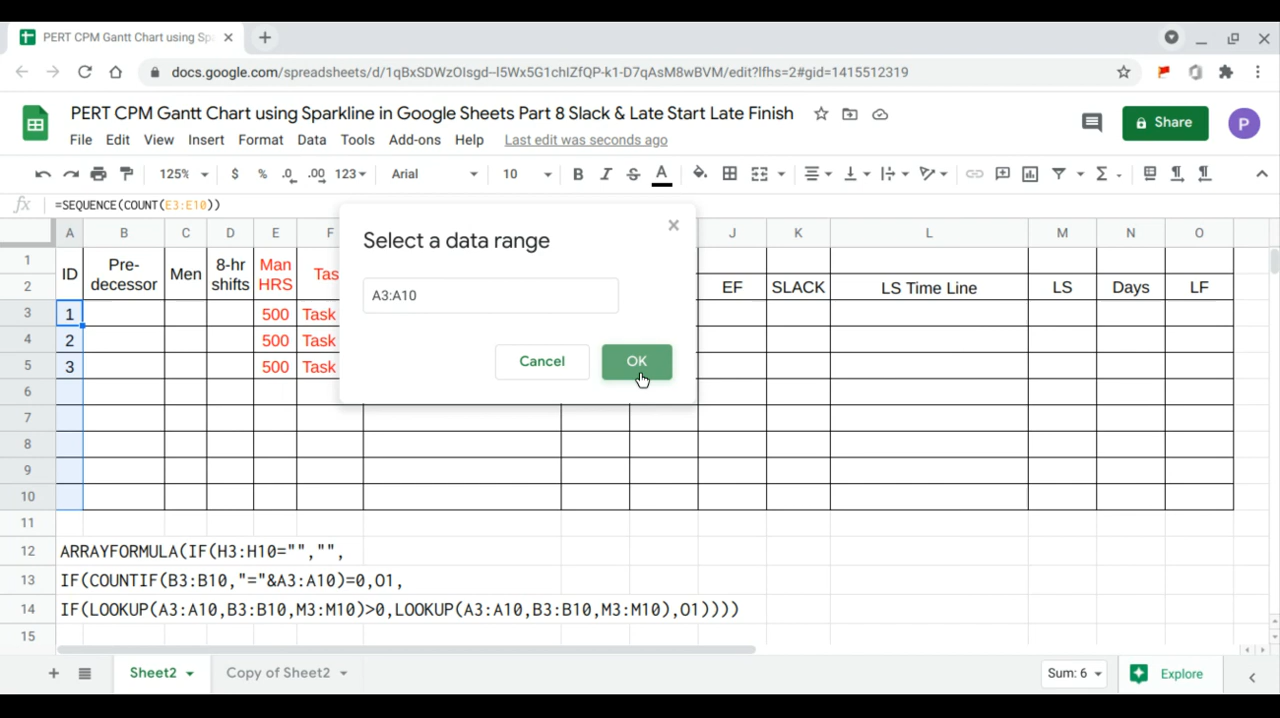 PERT CPM Gantt Chart using Sp
docs.google.com/spreadsheets/d/1qBxSDWzOIsgd--l5Wx5G1chIZfQP-k1-D7qAsM8wBVM/edit?lfhs=2#gid=1415512319
PERT CPM Gantt Chart using Sparkline in Google Sheets Part 8 Slack & Late Start Late Finish
Share
P
File Edit View Insert Format Data Tools Add-ons Help Last edit was seconds ago
125% $ % .0 .00 123 Arial 10 B I S A
fx =SEQUENCE(COUNT(E3:E10))
A B C D E F J K L M N O
Select a data range
A3:A10
Cancel OK
1 ID Pre-decessor Men 8-hr shifts Man HRS Tas
2 EF SLACK LS Time Line LS Days LF
3 1 500 Task
4 2 500 Task
5 3 500 Task
6
7
8
9
10
11
12 ARRAYFORMULA(IF(H3:H10="","",
13 IF(COUNTIF(B3:B10,"="&A3:A10)=0,O1,
14 IF(LOOKUP(A3:A10,B3:B10,M3:M10)>0,LOOKUP(A3:A10,B3:B10,M3:M10),O1))))
15
Sheet2 Copy of Sheet2 Sum: 6 Explore